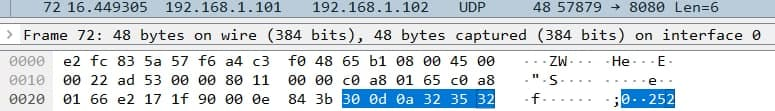 72 16.449305 192.168.1.101 192.168.1.102 UDP 48 57879 → 8080 Len=6
> Frame 72: 48 bytes on wire (384 bits), 48 bytes captured (384 bits) on interface 0
0000 e2 fc 83 5a 57 f6 a4 c3 f0 48 65 b1 08 00 45 00 ···ZW··· ·He···E·
0010 00 22 ad 53 00 00 80 11 00 00 c0 a8 01 65 c0 a8 ·"·S···· ·····e··
0020 01 66 e2 17 1f 90 00 0e 84 3b 30 0d 0a 32 35 32 ·f······ ·;0··252